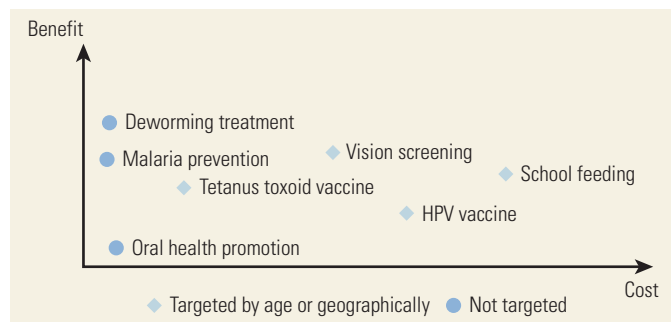 Benefit
Deworming treatment
Vision screening
Malaria prevention
School feeding
Tetanus toxoid vaccine
HPV vaccine
Oral health promotion
Cost
Targeted by age or geographically Not targeted